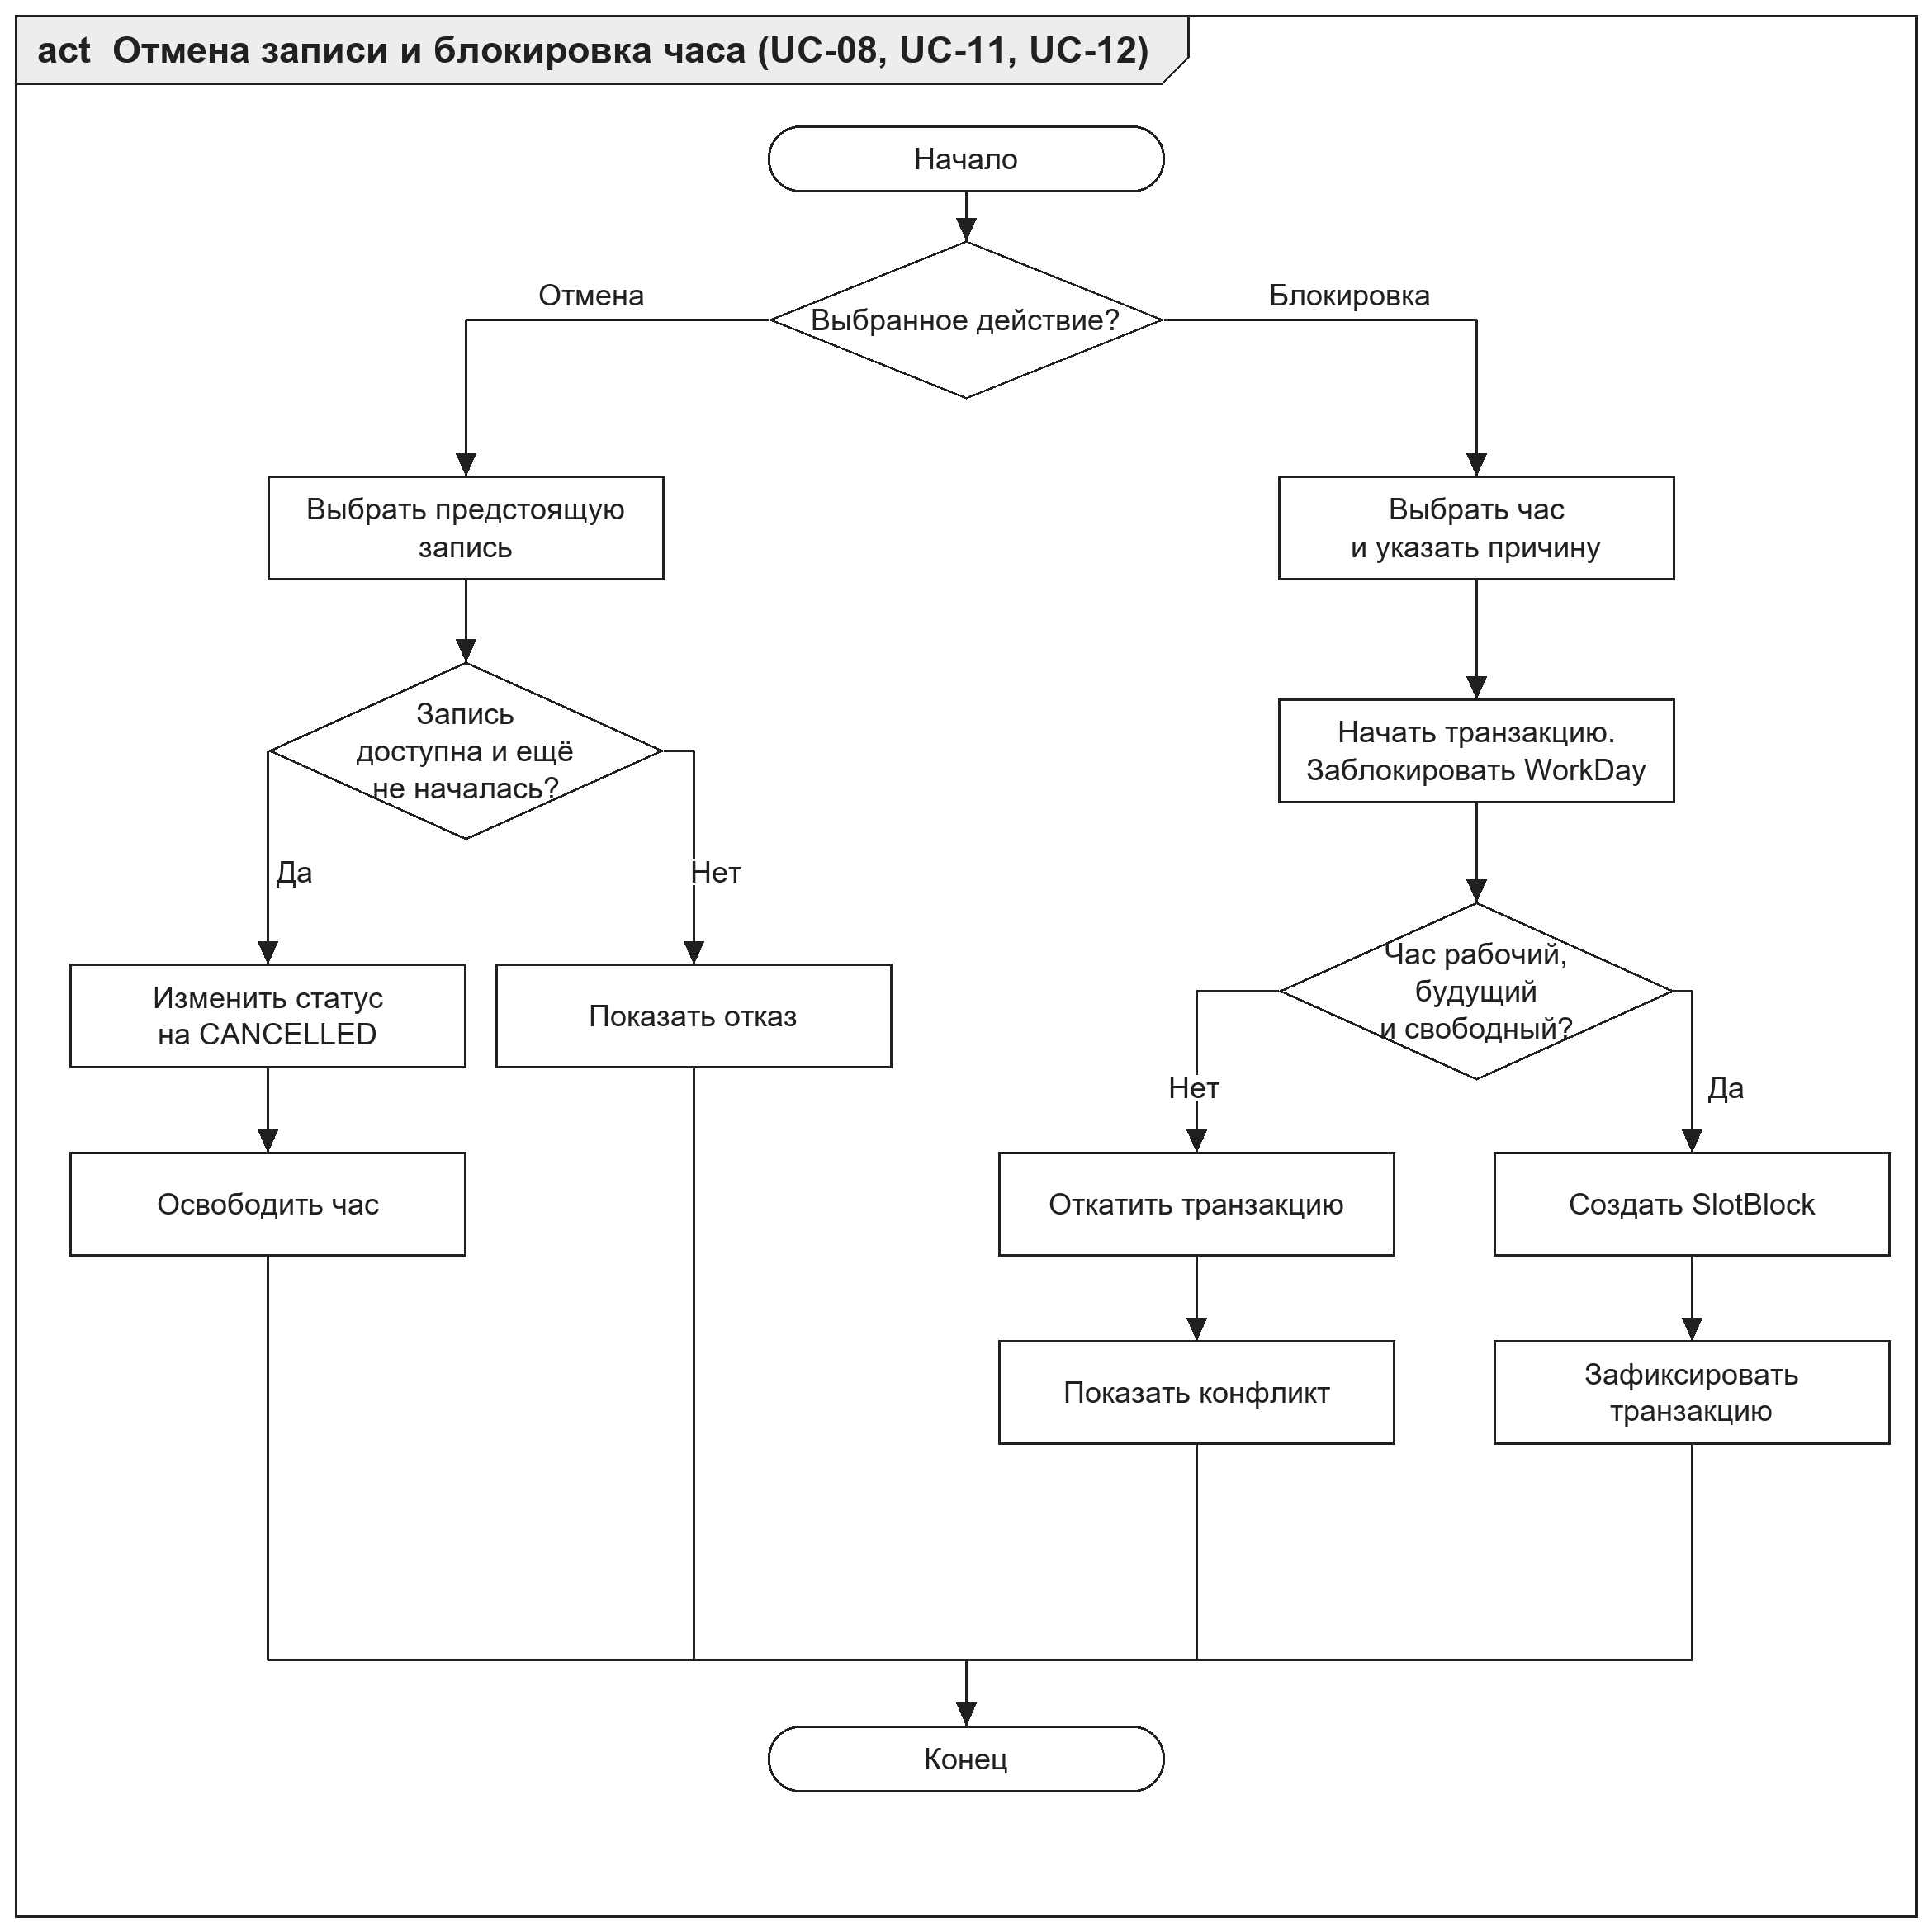 act  Отмена записи и блокировка часа (UC-08, UC-11, UC-12)
Начало
Выбранное действие?
Отмена
Блокировка
Выбрать предстоящую
запись
Выбрать час
и указать причину
Запись
доступна и ещё
не началась?
Начать транзакцию.
Заблокировать WorkDay
Да
Нет
Час рабочий,
будущий
и свободный?
Изменить статус
на CANCELLED
Показать отказ
Нет
Да
Освободить час
Откатить транзакцию
Создать SlotBlock
Показать конфликт
Зафиксировать
транзакцию
Конец